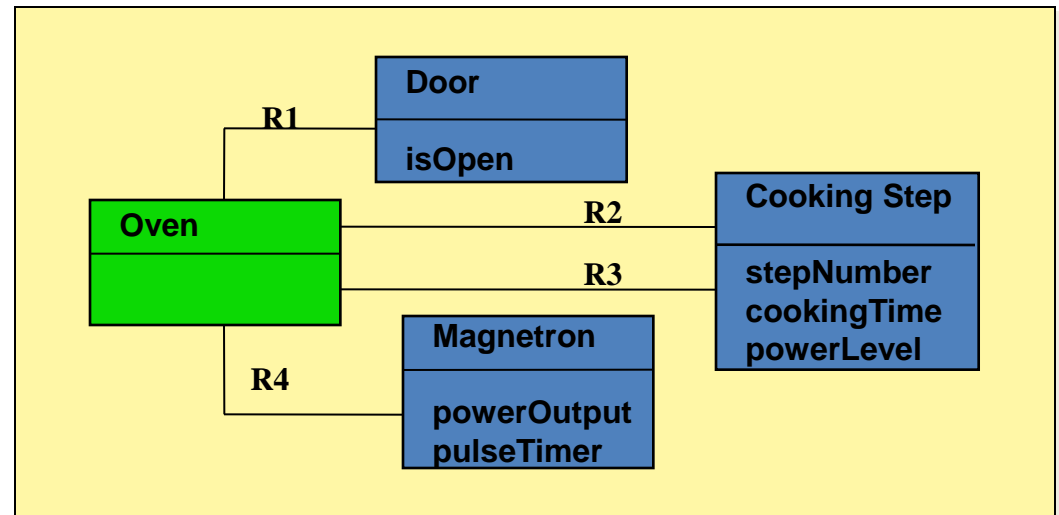 Door
R1
isOpen
Oven
R2
Cooking Step
R3
stepNumber
cookingTime
powerLevel
Magnetron
R4
powerOutput
pulseTimer